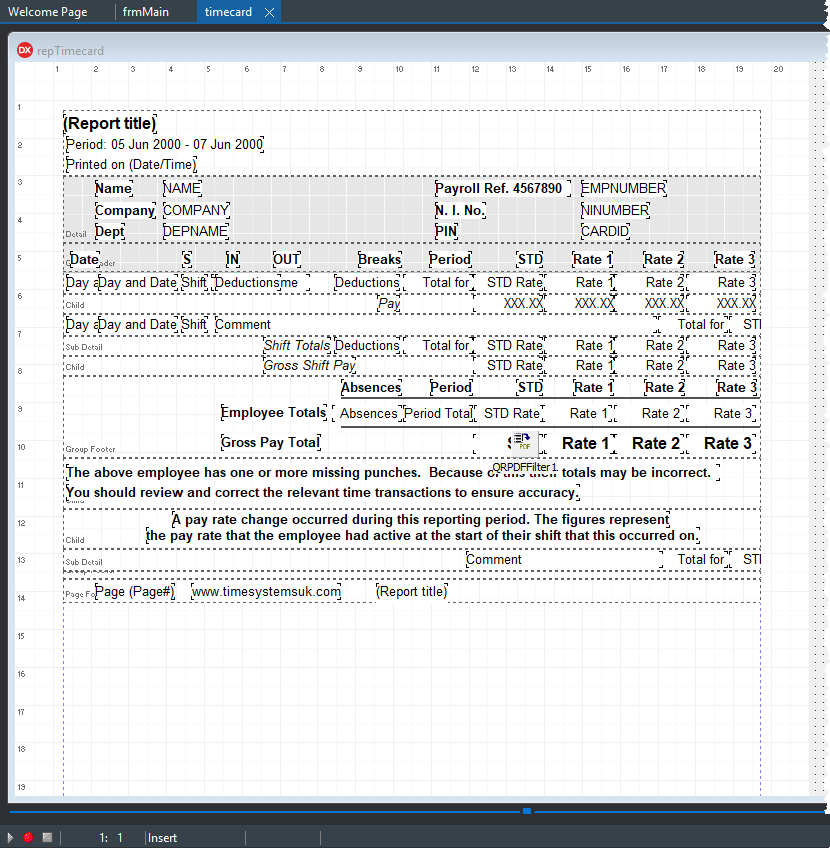 Welcome Page frmMain timecard
DX repTimecard
1 2 3 4 5 6 7 8 9 10 11 12 13 14 15 16 17 18 19 20
1
(Report title)
2 Period: 05 Jun 2000 - 07 Jun 2000
Printed on (Date/Time)
3 Name NAME Payroll Ref. 4567890 EMPNUMBER
Company COMPANY N. I. No. NINUMBER
4 Detail Dept DEPNAME PIN CARDID
5 Date S IN OUT Breaks Period STD Rate 1 Rate 2 Rate 3
Day a Day and Date Shift Deductions me Deductions Total for STD Rate Rate 1 Rate 2 Rate 3
6 Child Pay XXX.XX XXX.XX XXX.XX XXX.XX
Day a Day and Date Shift Comment Total for STI
7 Sub Detail Shift Totals Deductions Total for STD Rate Rate 1 Rate 2 Rate 3
8 Child Gross Shift Pay STD Rate Rate 1 Rate 2 Rate 3
Absences Period STD Rate 1 Rate 2 Rate 3
9 Employee Totals Absences Period Total STD Rate Rate 1 Rate 2 Rate 3
10 Group Footer Gross Pay Total PDF Rate 1 Rate 2 Rate 3
QRPDFFilter1
The above employee has one or more missing punches. Because of this their totals may be incorrect.
11 You should review and correct the relevant time transactions to ensure accuracy.
12 A pay rate change occurred during this reporting period. The figures represent
Child the pay rate that the employee had active at the start of their shift that this occurred on.
13 Sub Detail Comment Total for STI
14 Page Fo Page (Page#) www.timesystemsuk.com (Report title)
15
16
17
18
19
1: 1 Insert